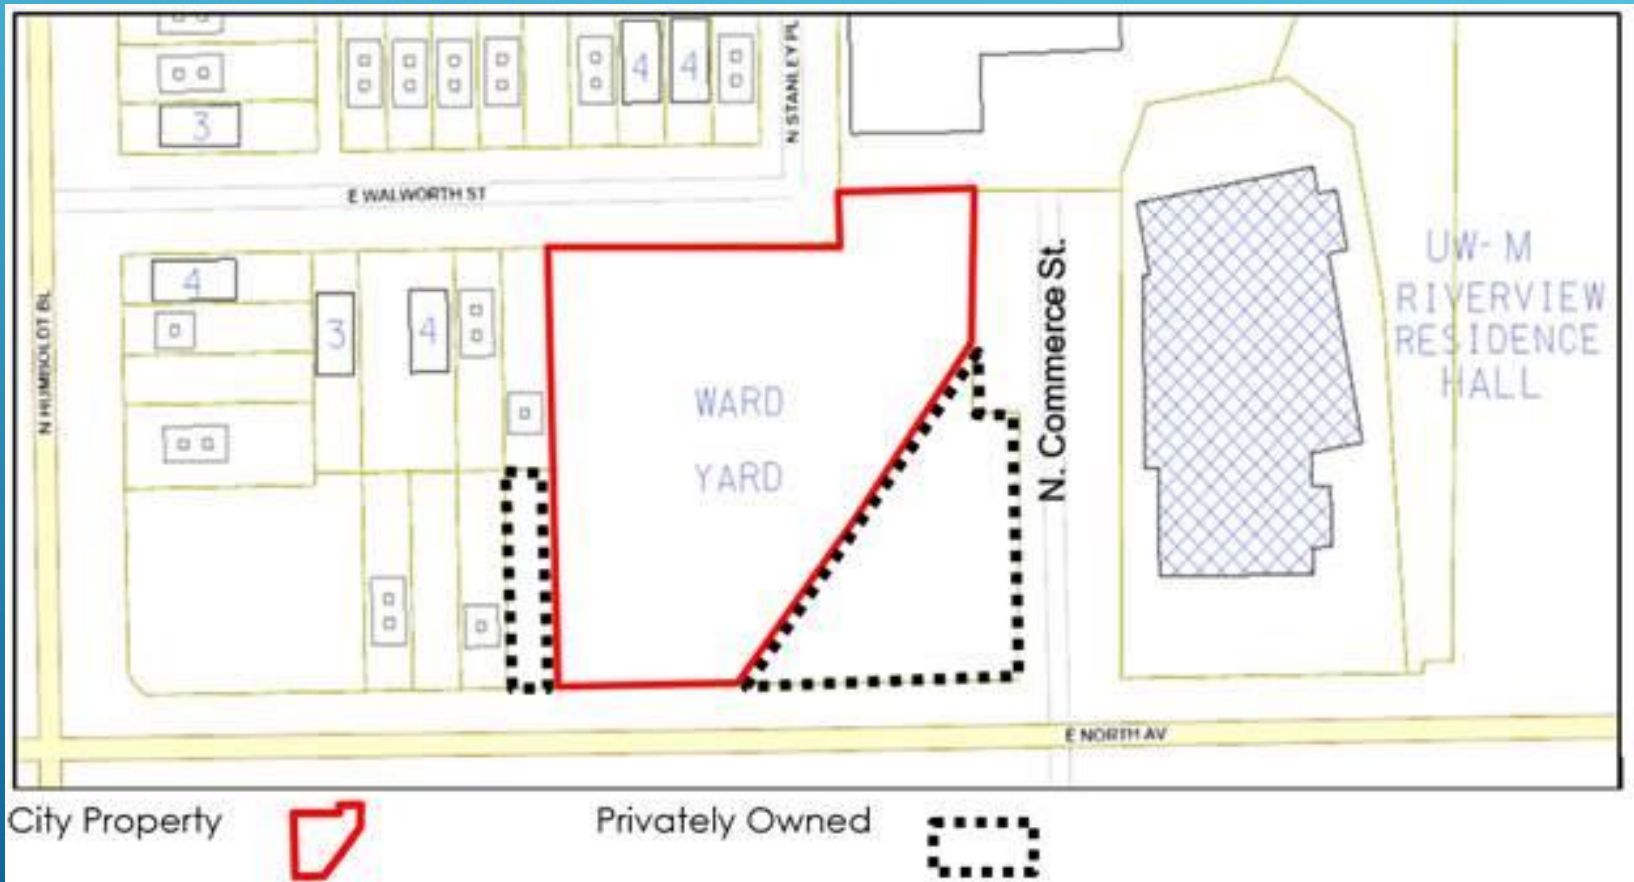 3
4
4
N STANLEY PL
E WALWORTH ST
4
3
4
N HUMBOLDT BL
WARD
YARD
N. Commerce St.
UW-M
RIVERVIEW
RESIDENCE
HALL
E NORTH AV
City Property
Privately Owned